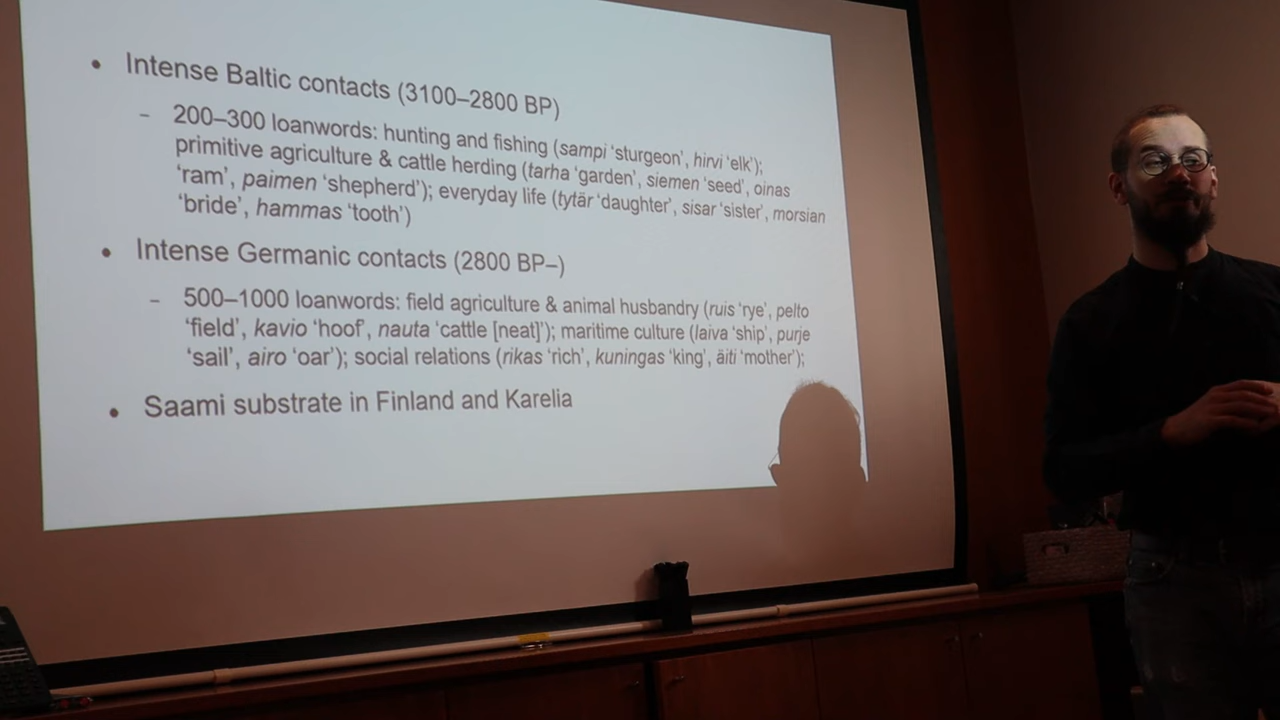 • Intense Baltic contacts (3100–2800 BP)
– 200–300 loanwords: hunting and fishing (sampi ‘sturgeon’, hirvi ‘elk’);
primitive agriculture & cattle herding (tarha ‘garden’, siemen ‘seed’, oinas
‘ram’, paimen ‘shepherd’); everyday life (tytär ‘daughter’, sisar ‘sister’, morsian
‘bride’, hammas ‘tooth’)
• Intense Germanic contacts (2800 BP–)
– 500–1000 loanwords: field agriculture & animal husbandry (ruis ‘rye’, pelto
‘field’, kavio ‘hoof’, nauta ‘cattle [neat]’); maritime culture (laiva ‘ship’, purje
‘sail’, airo ‘oar’); social relations (rikas ‘rich’, kuningas ‘king’, äiti ‘mother’);
• Saami substrate in Finland and Karelia